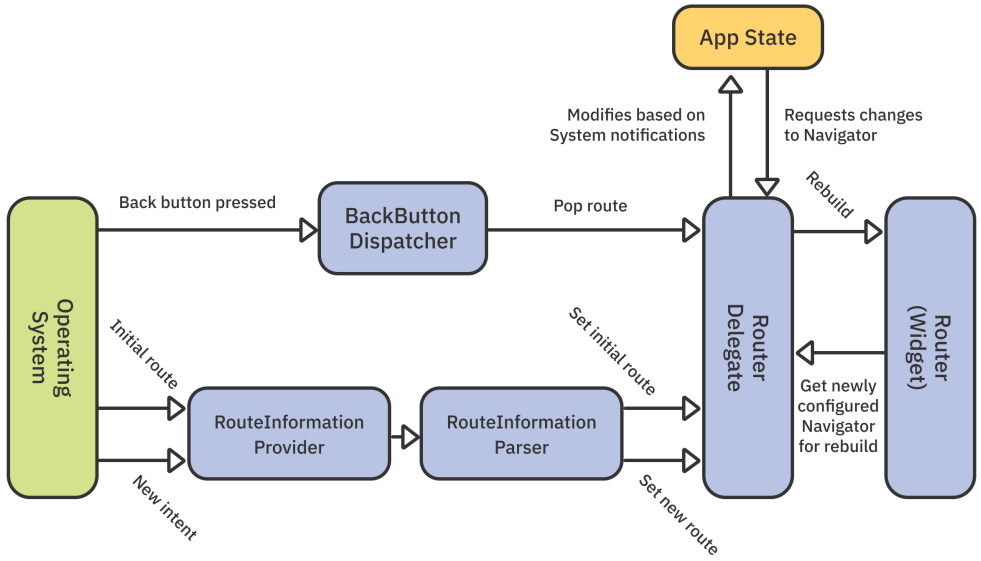 App State
Modifies based on
System notifications
Requests changes
to Navigator
Back button pressed
BackButton
Dispatcher
Pop route
Rebuild
Operating
System
Initial route
New intent
RouteInformation
Provider
RouteInformation
Parser
Set initial route
Set new route
Router
Delegate
Get newly
configured
Navigator
for rebuild
Router
(Widget)